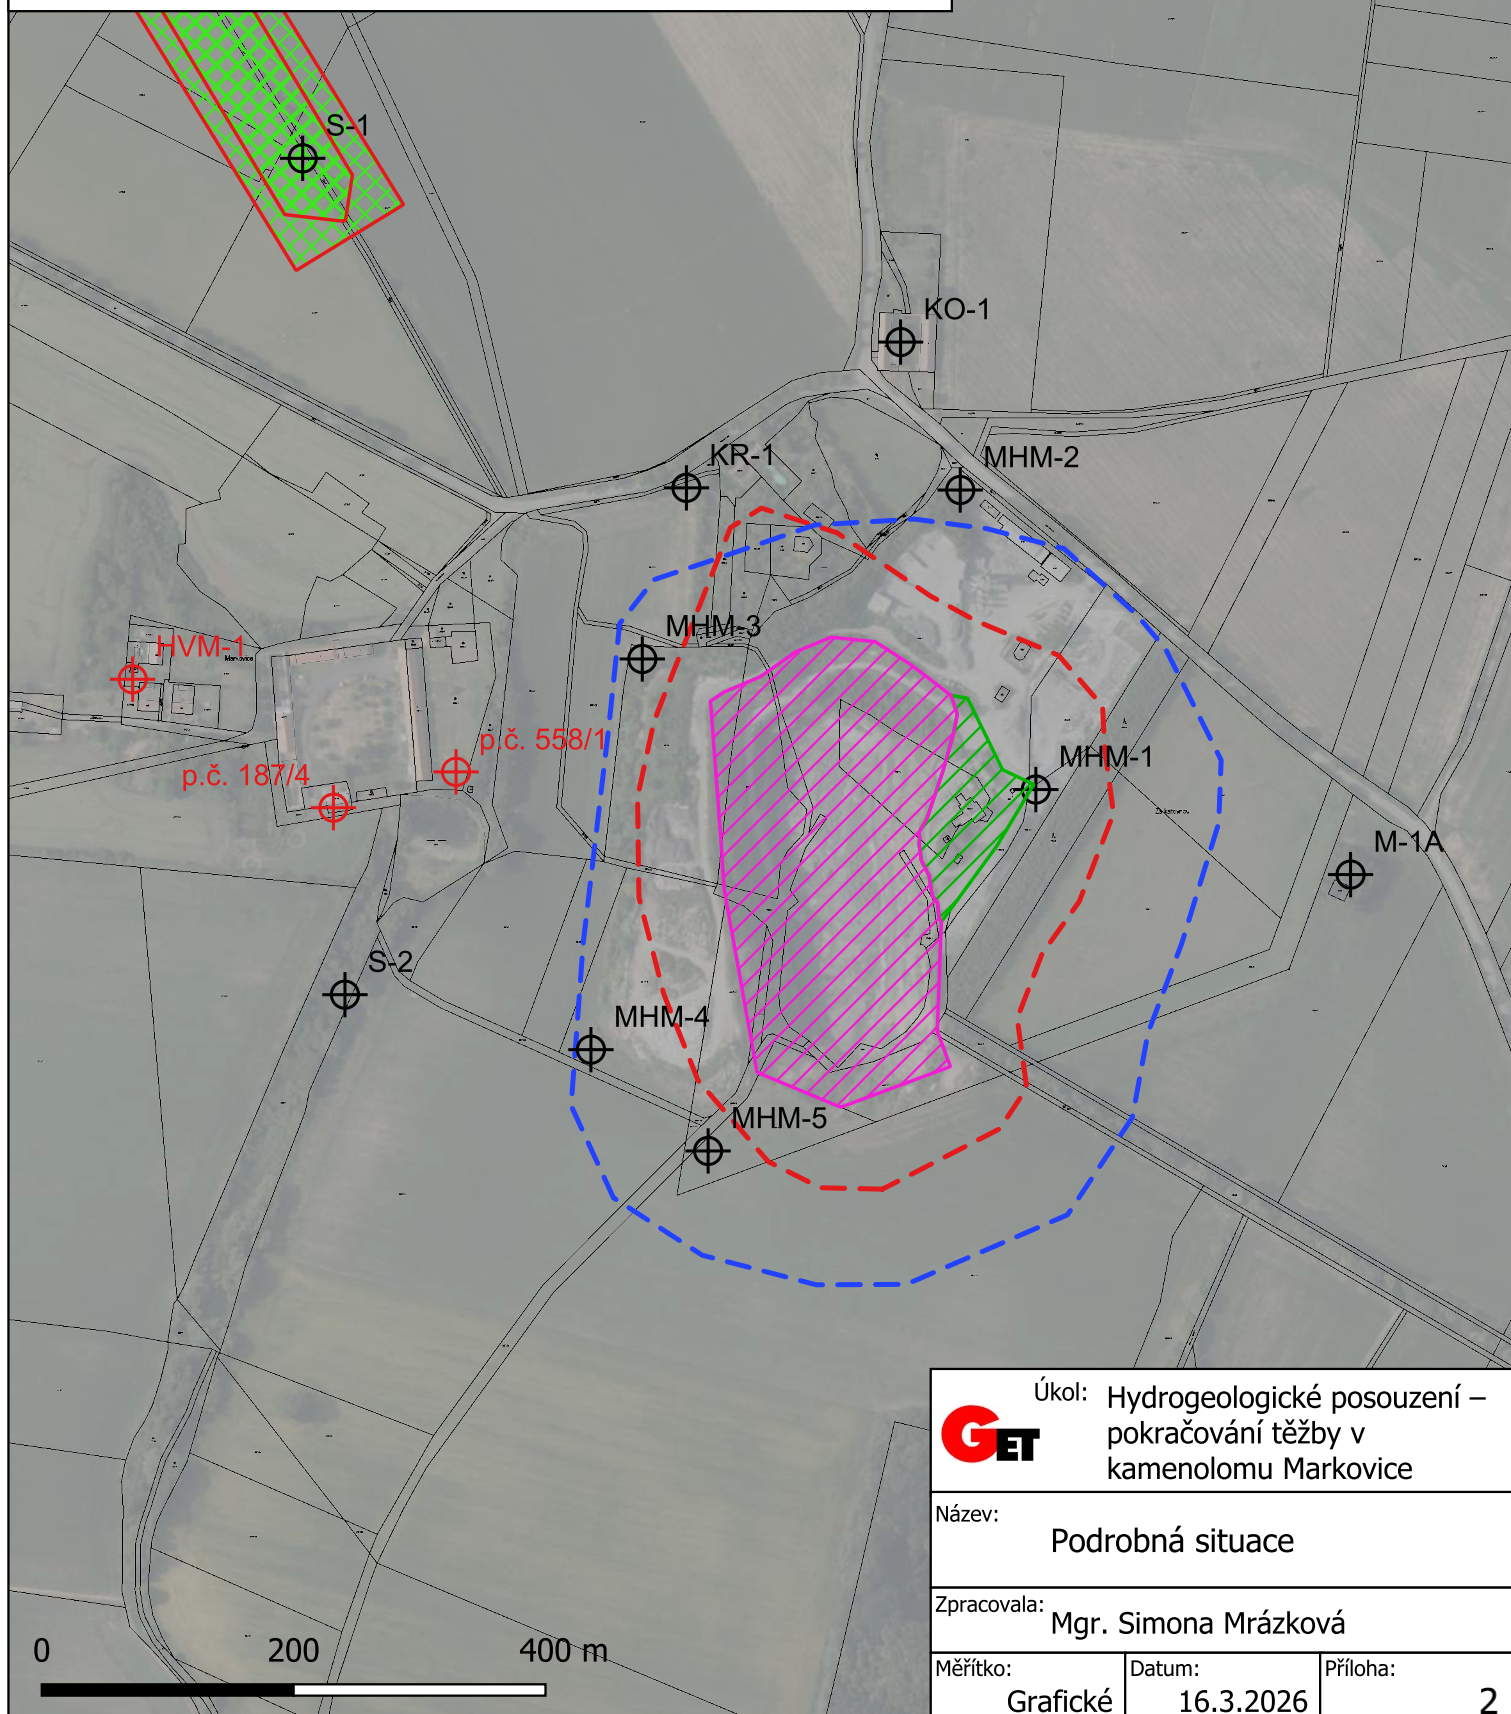 S-1
KO-1
KR-1
MHM-2
MHM-3
HVM-1
Markovice
p.č. 558/1
p.č. 187/4
MHM-1
M-1A
S-2
MHM-4
MHM-5
Úkol: Hydrogeologické posouzení –
pokračování těžby v
kamenolomu Markovice
GET
Název:
Podrobná situace
Zpracovala: Mgr. Simona Mrázková
0 200 400 m
Měřítko: Datum: Příloha:
Grafické 16.3.2026 2